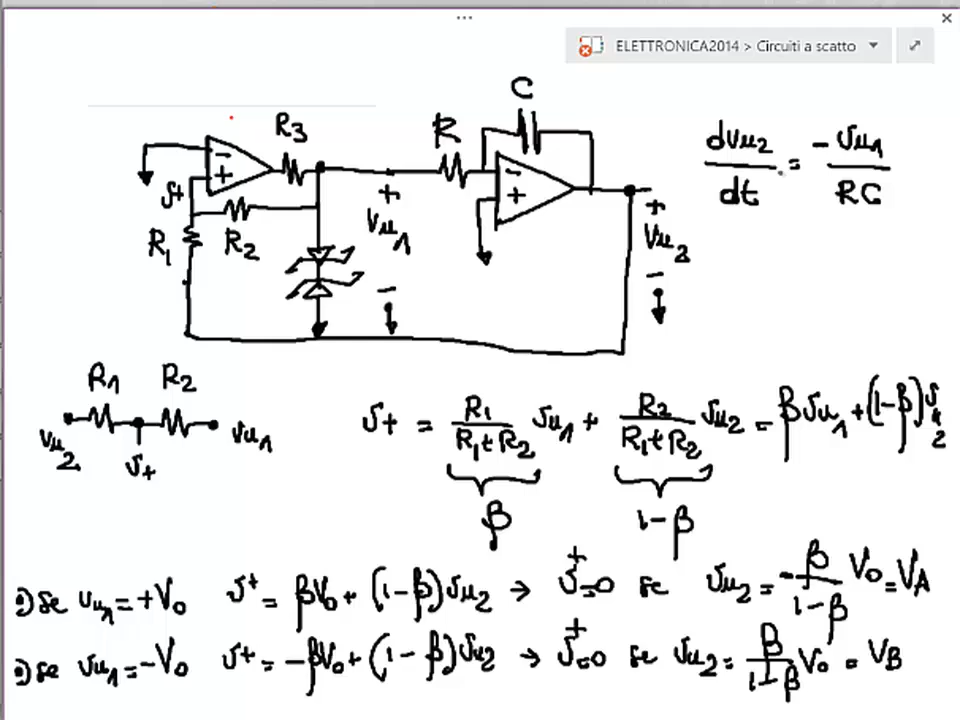 ELETTRONICA2014 > Circuiti a scatto
C
R3
R
dvu2/dt = -vu1/RC
-
+
-
+
v+
R1
R2
+
Vu1
-
+
Vu2
-
R1 R2
vu2 v+ vu1
v+ = R1/(R1+R2) vu1 + R2/(R1+R2) vu2 = βvu1 + (1-β)vu2
β 1-β
1) se vu1 = +V0 v+ = βV0 + (1-β)vu2 → v+=0 se vu2 = -β/(1-β) V0 = VA
2) se vu1 = -V0 v+ = -βV0 + (1-β)vu2 → v+=0 se vu2 = β/(1-β) V0 = VB